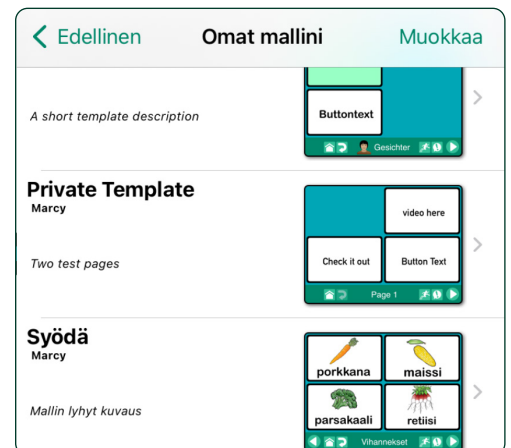 Edellinen
Omat mallini
Muokkaa
A short template description
Buttontext
Gesichter
Private Template
Marcy
Two test pages
video here
Check it out
Button Text
Page 1
Syödä
Marcy
Mallin lyhyt kuvaus
porkkana
maissi
parsakaali
retiisi
Vihannekset